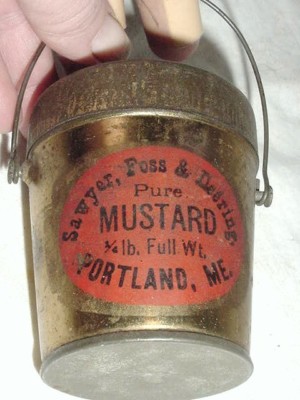 Sawyer, Foss & Deering,
Pure
MUSTARD
¼ lb. Full Wt.
PORTLAND, ME.